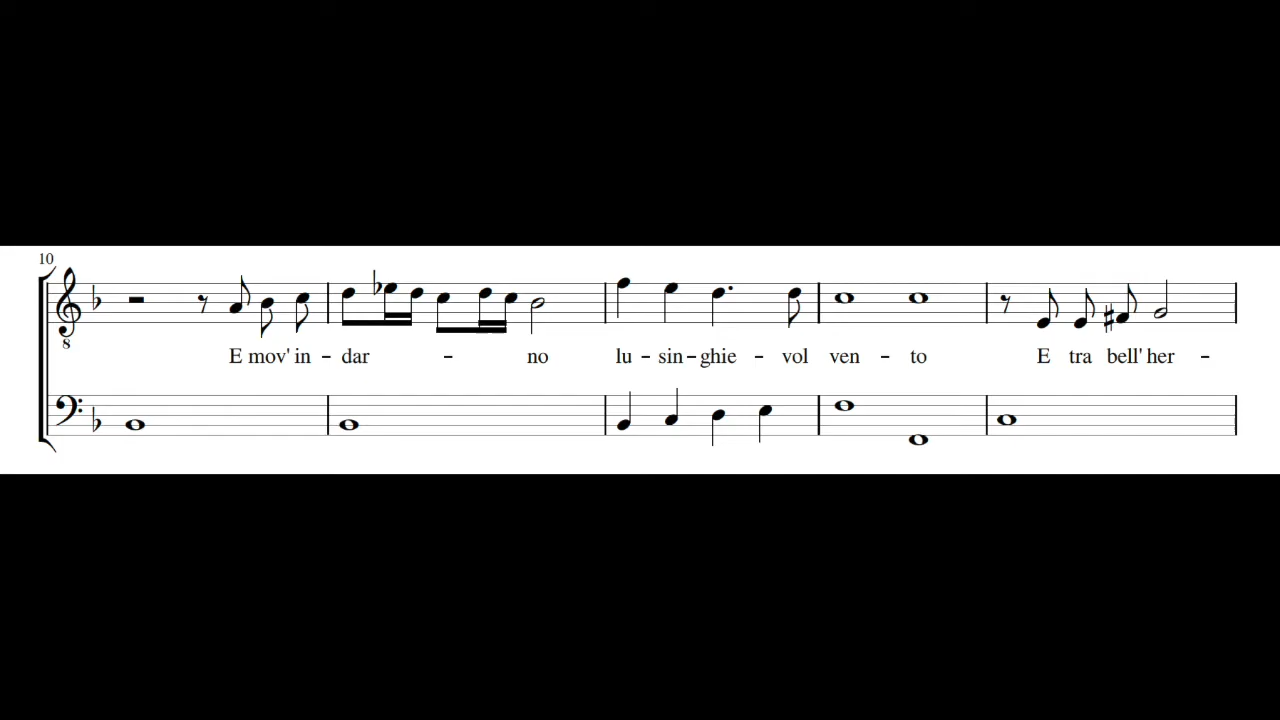 10
8
E mov' in - dar - no lu - sin - ghie - vol ven - to E tra bell' her -